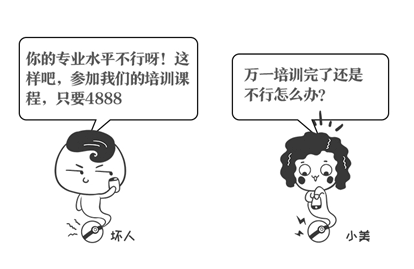 你的专业水平不行呀！这
样吧，参加我们的培训课
程，只要4888
万一培训完了还是
不行怎么办？
坏人
小美